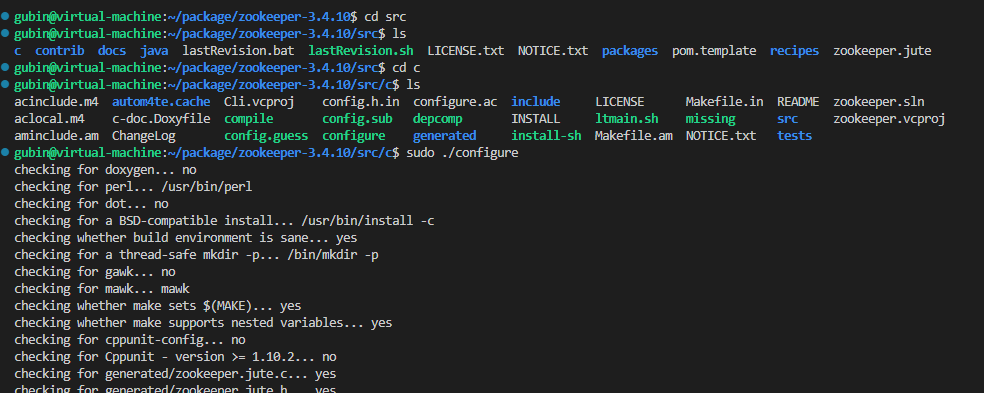 gubin@virtual-machine:~/package/zookeeper-3.4.10$ cd src
gubin@virtual-machine:~/package/zookeeper-3.4.10/src$ ls
c contrib docs java lastRevision.bat lastRevision.sh LICENSE.txt NOTICE.txt packages pom.template recipes zookeeper.jute
gubin@virtual-machine:~/package/zookeeper-3.4.10/src$ cd c
gubin@virtual-machine:~/package/zookeeper-3.4.10/src/c$ ls
acinclude.m4 autom4te.cache Cli.vcproj config.h.in configure.ac include LICENSE Makefile.in README zookeeper.sln
aclocal.m4 c-doc.Doxyfile compile config.sub depcomp INSTALL ltmain.sh missing src zookeeper.vcproj
aminclude.am ChangeLog config.guess configure generated install-sh Makefile.am NOTICE.txt tests
gubin@virtual-machine:~/package/zookeeper-3.4.10/src/c$ sudo ./configure
checking for doxygen... no
checking for perl... /usr/bin/perl
checking for dot... no
checking for a BSD-compatible install... /usr/bin/install -c
checking whether build environment is sane... yes
checking for a thread-safe mkdir -p... /bin/mkdir -p
checking for gawk... no
checking for mawk... mawk
checking whether make sets $(MAKE)... yes
checking whether make supports nested variables... yes
checking for cppunit-config... no
checking for Cppunit - version >= 1.10.2... no
checking for generated/zookeeper.jute.c... yes
checking for generated/zookeeper.jute.h... yes